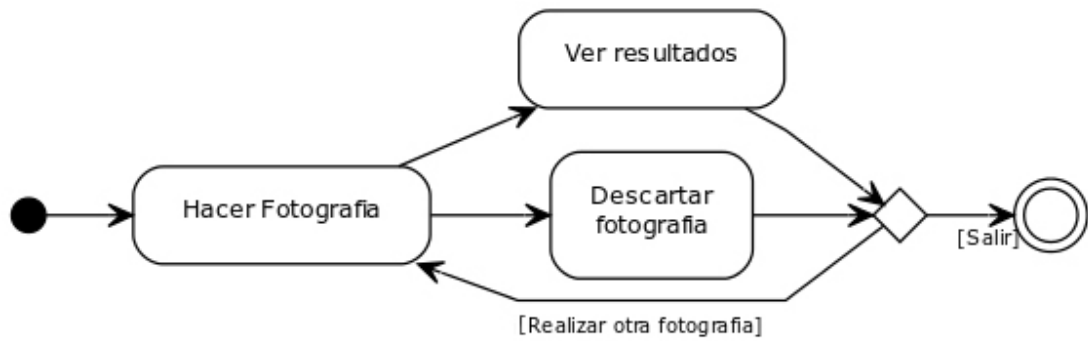 Ver resultados
Hacer Fotografia
Descartar
fotografia
[Salir]
[Realizar otra fotografia]